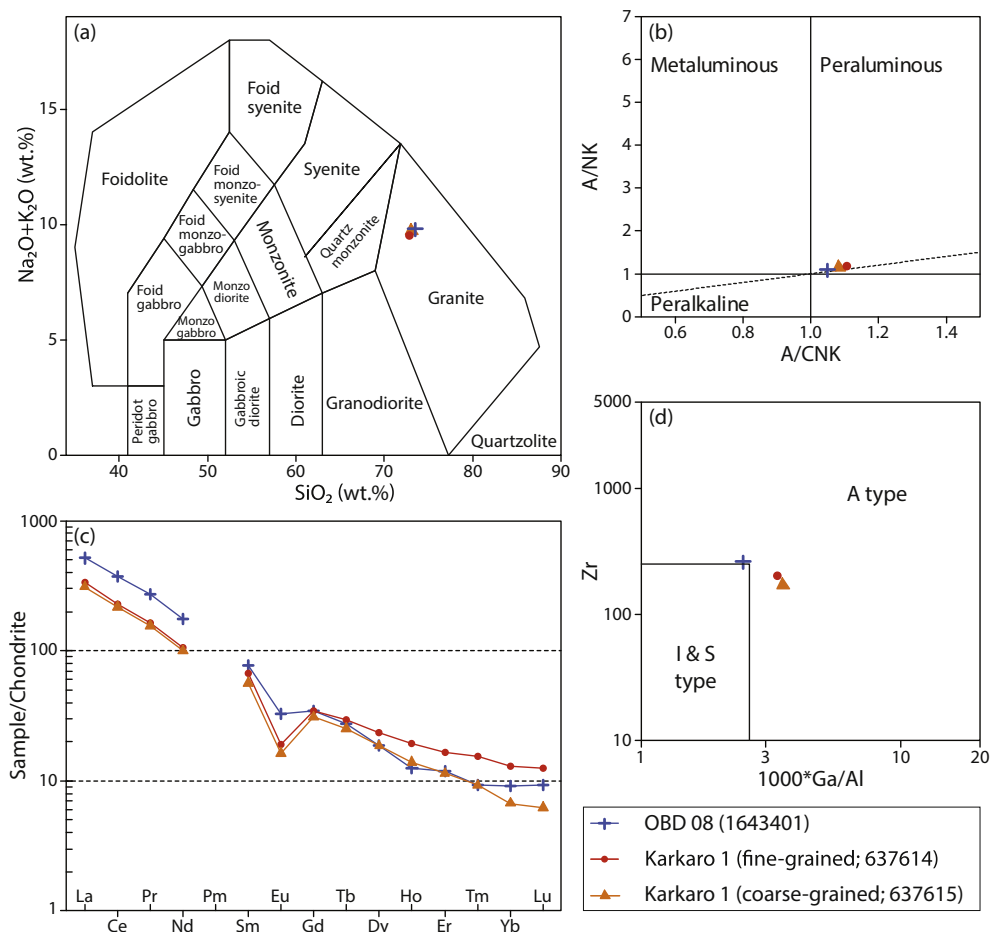 (a)
Na₂O+K₂O (wt.%)
15
10
5
0
Foidolite
Foid
syenite
Foid
monzo-
syenite
Syenite
Foid
monzo-
gabbro
Monzonite
Quartz
monzonite
Foid
gabbro
Monzo
diorite
Monzo
gabbro
Granite
Peridot
gabbro
Gabbro
Gabbroic
diorite
Diorite
Granodiorite
Quartzolite
40
50
60
70
80
90
SiO₂ (wt.%)
(b)
A/NK
7
6
5
4
3
2
1
0
Metaluminous
Peraluminous
Peralkaline
0.6
0.8
1.0
1.2
1.4
A/CNK
(c)
Sample/Chondrite
1000
100
10
1
La
Ce
Pr
Nd
Pm
Sm
Eu
Gd
Tb
Dy
Ho
Er
Tm
Yb
Lu
(d)
Zr
5000
1000
100
10
A type
I & S
type
1
3
10
20
1000*Ga/Al
OBD 08 (1643401)
Karkaro 1 (fine-grained; 637614)
Karkaro 1 (coarse-grained; 637615)